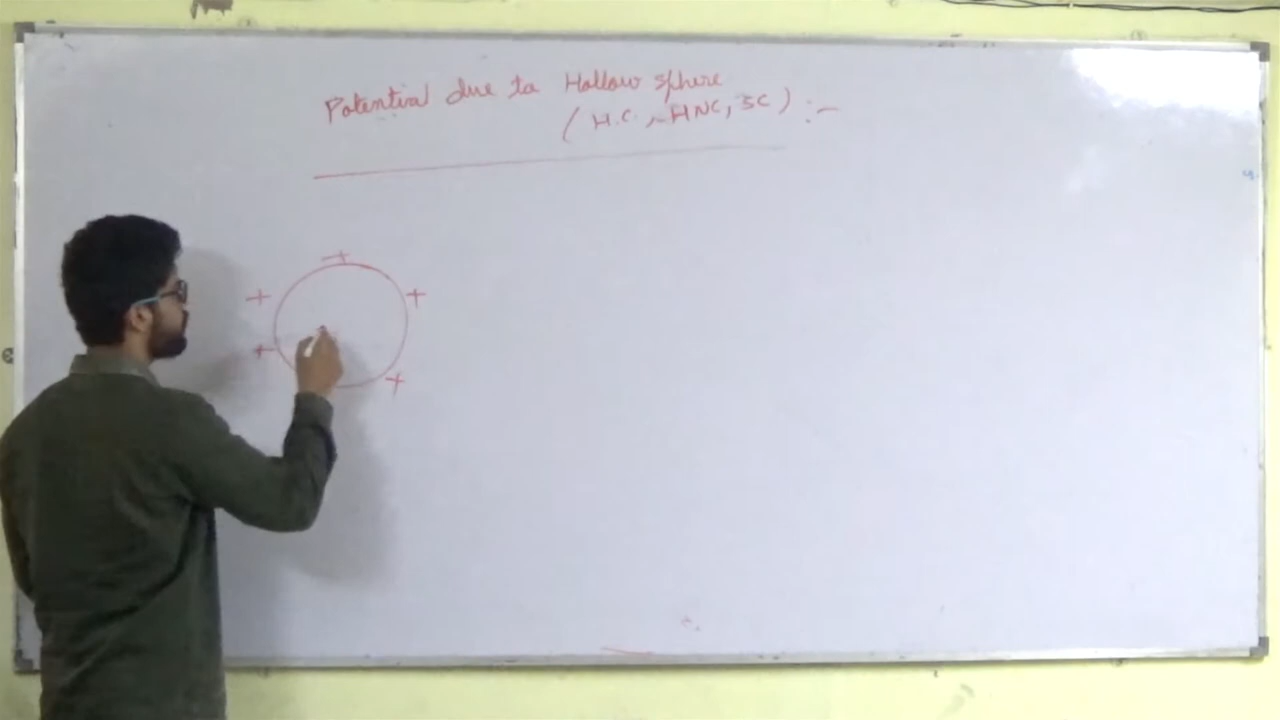 Potential due to Hollow sphere
(H.C., HNC, SC) :-
+
+ +
+
+